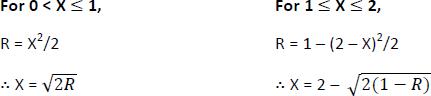 For 0 < X ≤ 1, For 1 ≤ X ≤ 2,
R = X²/2 R = 1 – (2 – X)²/2
∴ X = √2R ∴ X = 2 – √2(1 − R)